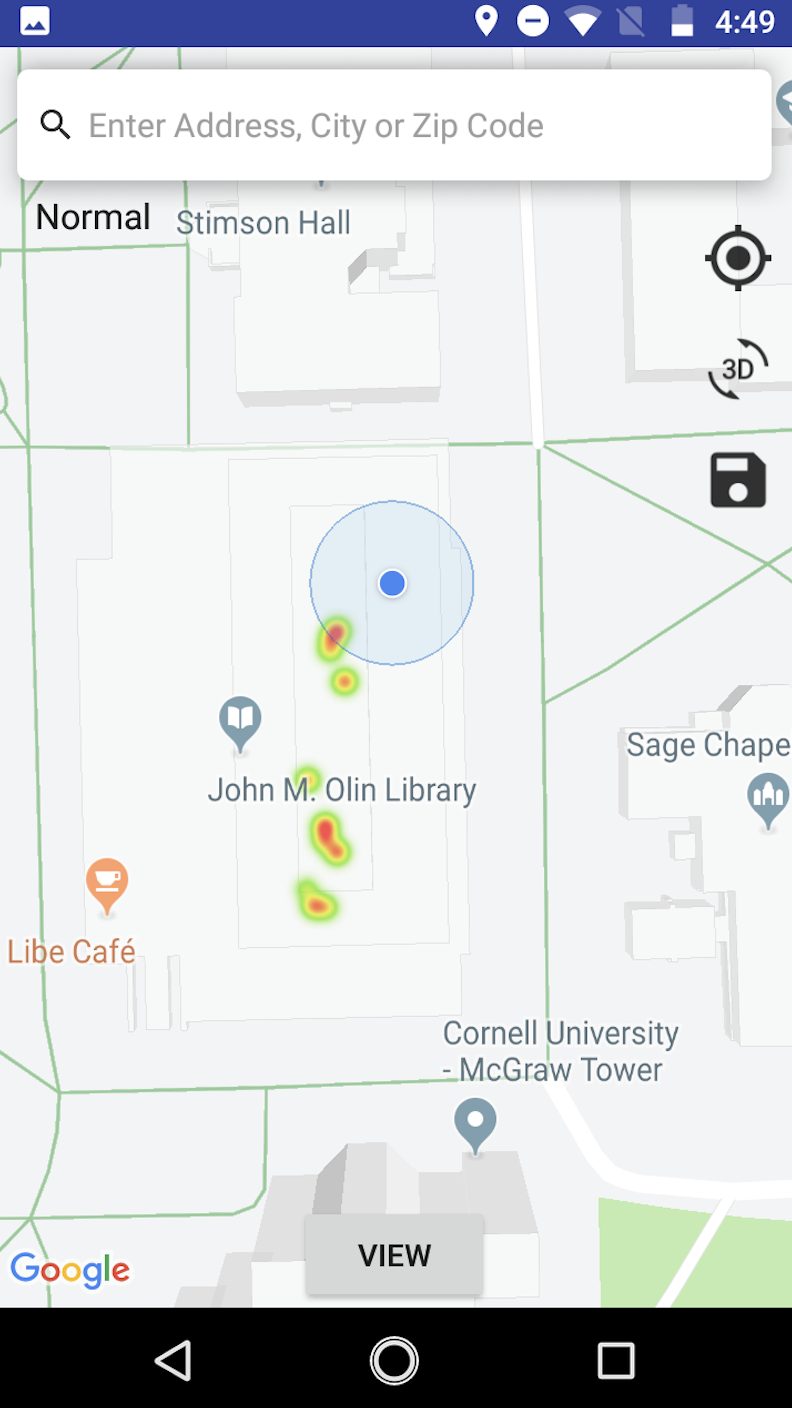 4:49
Enter Address, City or Zip Code
Normal
Stimson Hall
3D
Sage Chape
John M. Olin Library
Libe Café
Cornell University
- McGraw Tower
VIEW
Google